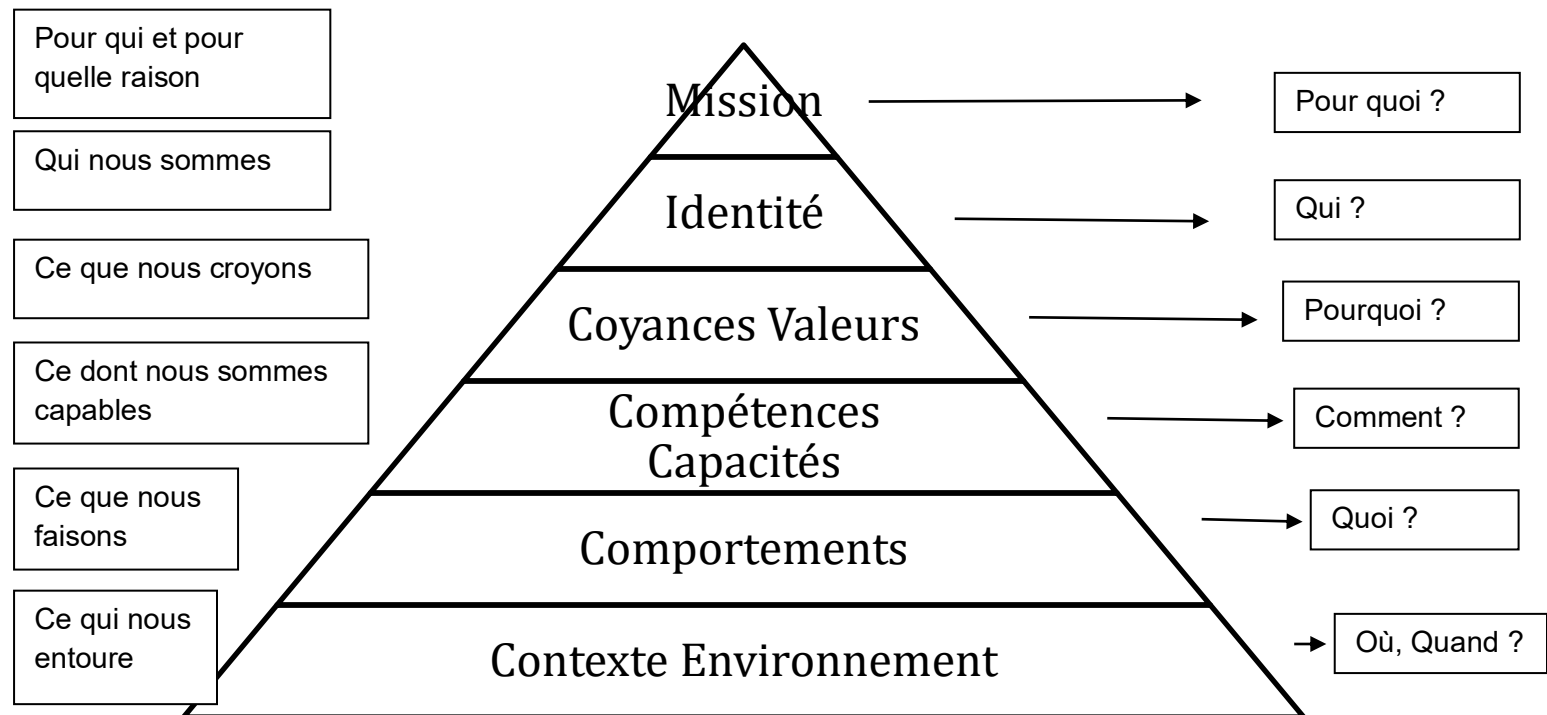 Pour qui et pour
quelle raison
Mission
Pour quoi ?
Qui nous sommes
Identité
Qui ?
Ce que nous croyons
Coyances Valeurs
Pourquoi ?
Ce dont nous sommes
capables
Compétences
Capacités
Comment ?
Ce que nous
faisons
Comportements
Quoi ?
Ce qui nous
entoure
Contexte Environnement
Où, Quand ?